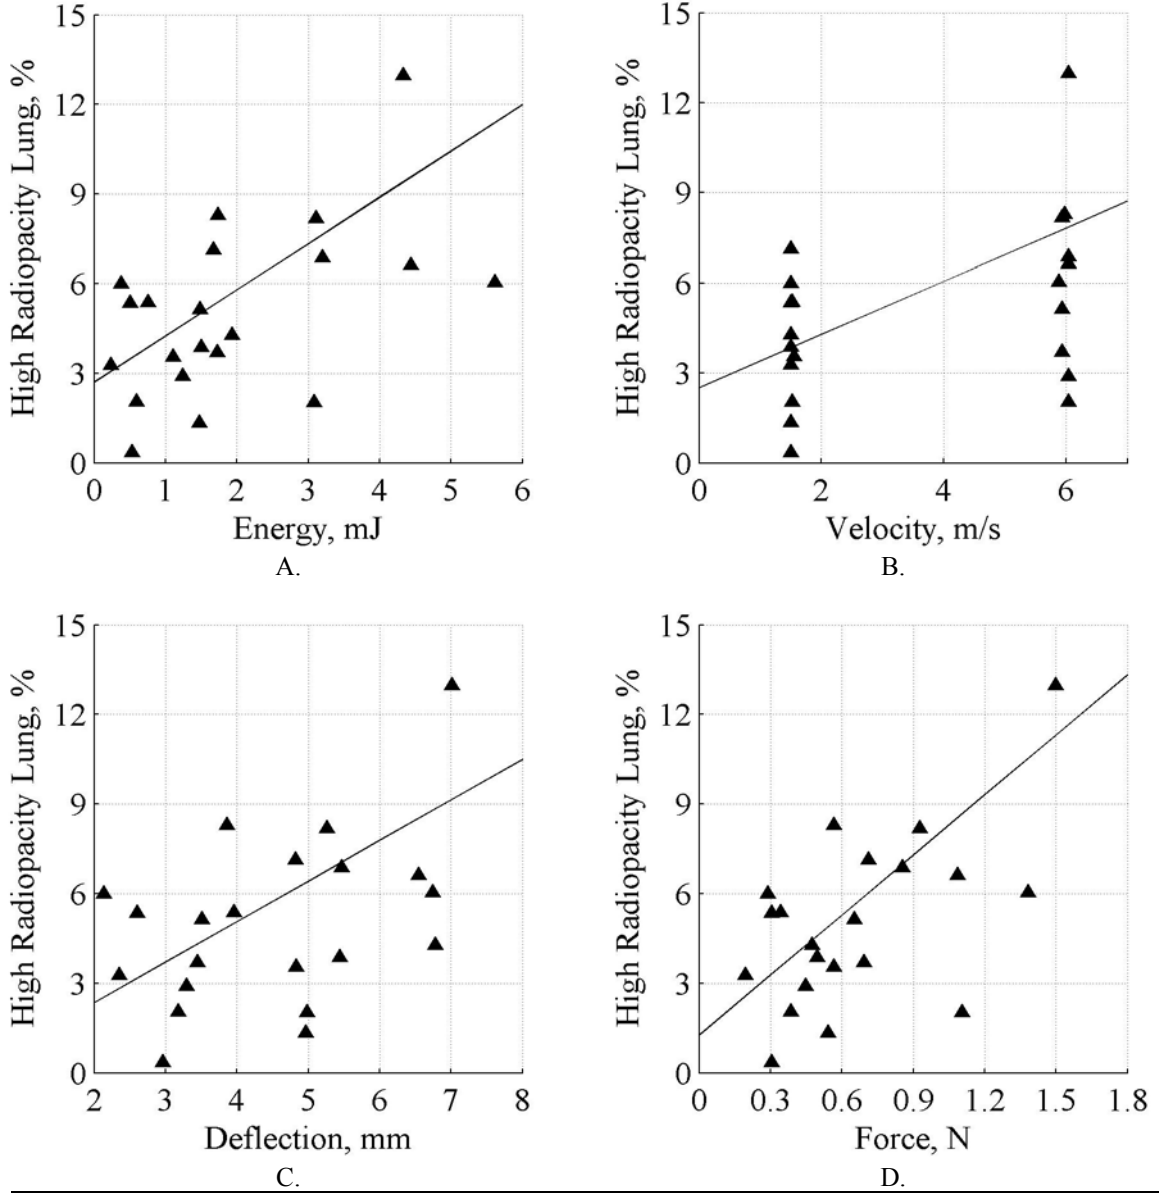 High Radiopacity Lung, %
15
12
9
6
3
0
0 1 2 3 4 5 6
Energy, mJ
A.
High Radiopacity Lung, %
15
12
9
6
3
0
0 2 4 6
Velocity, m/s
B.
High Radiopacity Lung, %
15
12
9
6
3
0
2 3 4 5 6 7 8
Deflection, mm
C.
High Radiopacity Lung, %
15
12
9
6
3
0
0 0.3 0.6 0.9 1.2 1.5 1.8
Force, N
D.